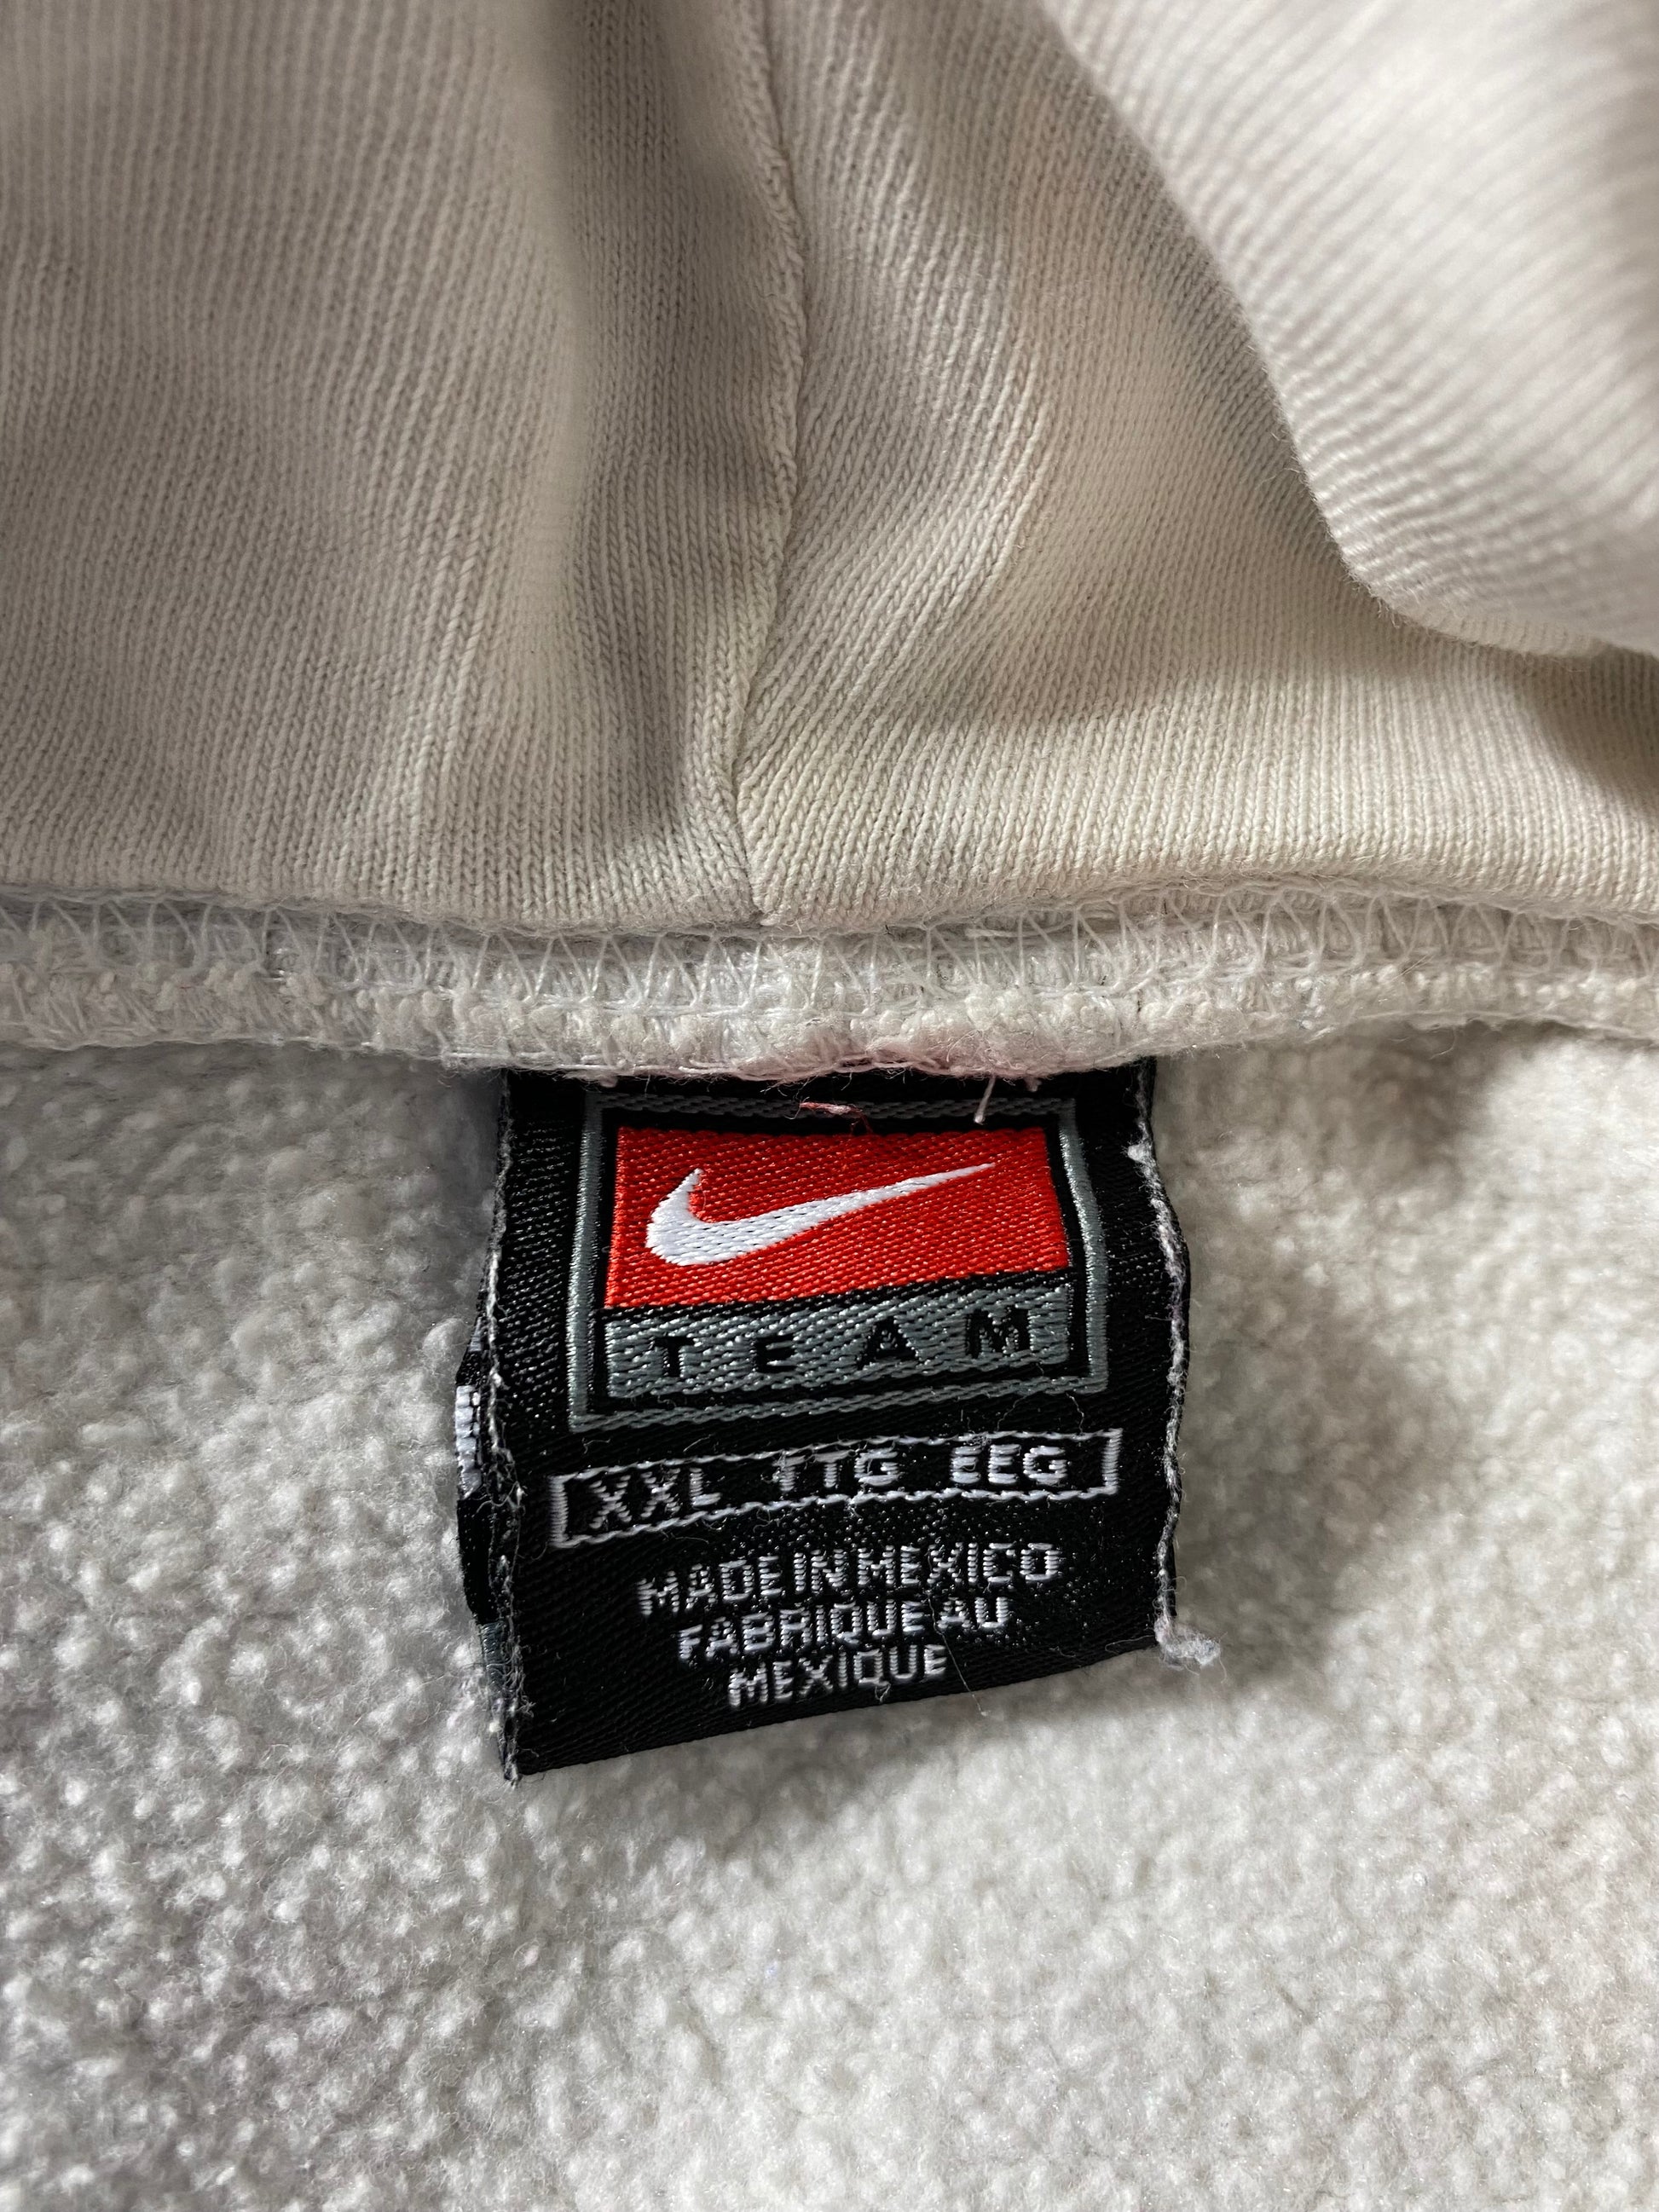 TEAM
XXL TTG EEG
MADE IN MEXICO
FABRIQUE AU
MEXIQUE